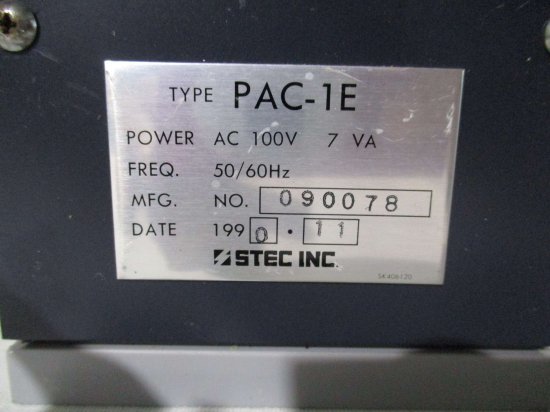 TYPE PAC-1E
POWER AC 100V 7 VA
FREQ. 50/60Hz
MFG. NO. 090078
DATE 1990 · 11
STEC INC.
SK406120